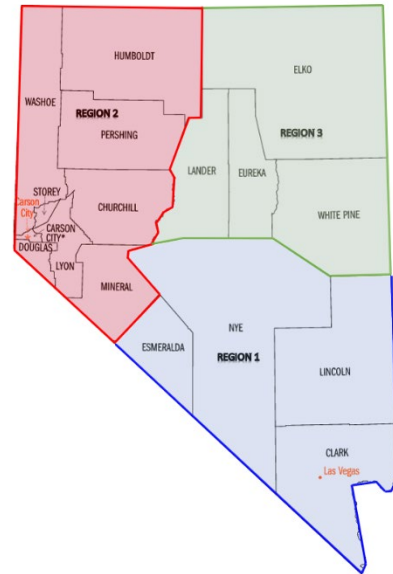 HUMBOLDT
ELKO
WASHOE
REGION 2
PERSHING
REGION 3
LANDER
EUREKA
STOREY
Carson
City
CHURCHILL
WHITE PINE
CARSON
CITY*
DOUGLAS
LYON
MINERAL
NYE
ESMERALDA
REGION 1
LINCOLN
CLARK
Las Vegas